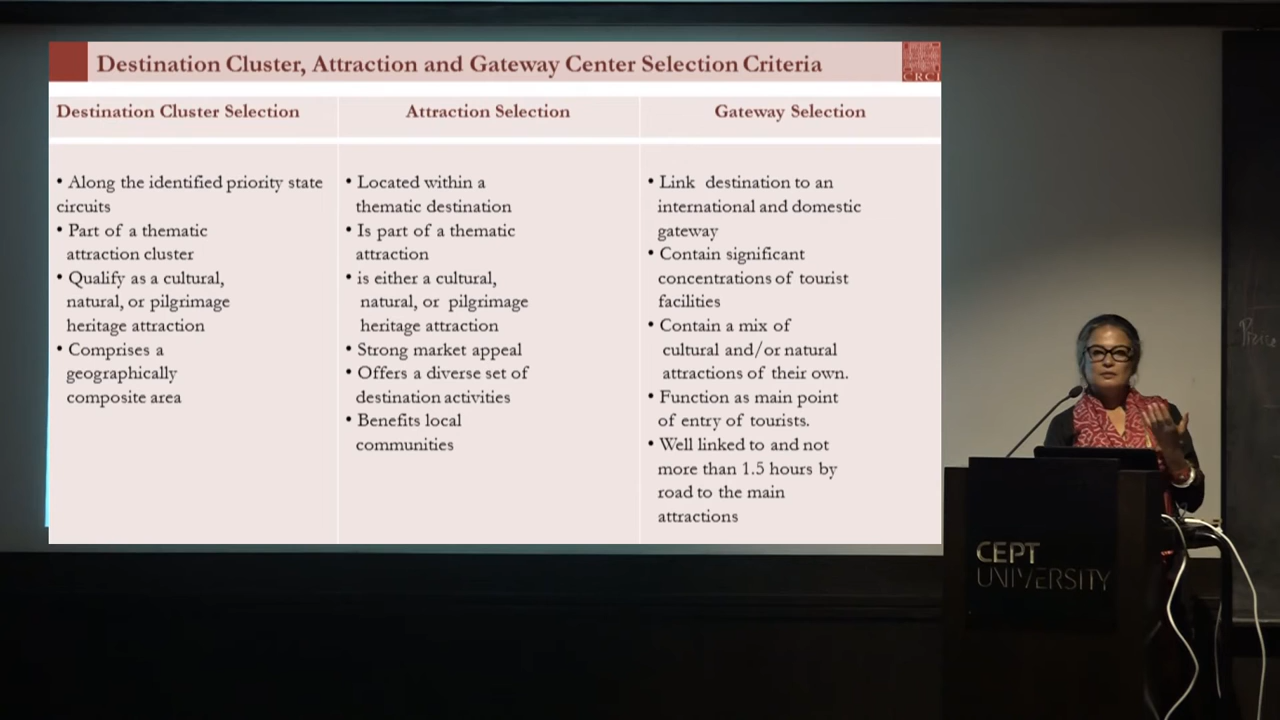 Destination Cluster, Attraction and Gateway Center Selection Criteria
CRCI
Destination Cluster Selection
• Along the identified priority state
circuits
• Part of a thematic
attraction cluster
• Qualify as a cultural,
natural, or pilgrimage
heritage attraction
• Comprises a
geographically
composite area
Attraction Selection
• Located within a
thematic destination
• Is part of a thematic
attraction
• is either a cultural,
natural, or pilgrimage
heritage attraction
• Strong market appeal
• Offers a diverse set of
destination activities
• Benefits local
communities
Gateway Selection
• Link destination to an
international and domestic
gateway
• Contain significant
concentrations of tourist
facilities
• Contain a mix of
cultural and/or natural
attractions of their own.
• Function as main point
of entry of tourists.
• Well linked to and not
more than 1.5 hours by
road to the main
attractions
CEPT
UNIVERSITY